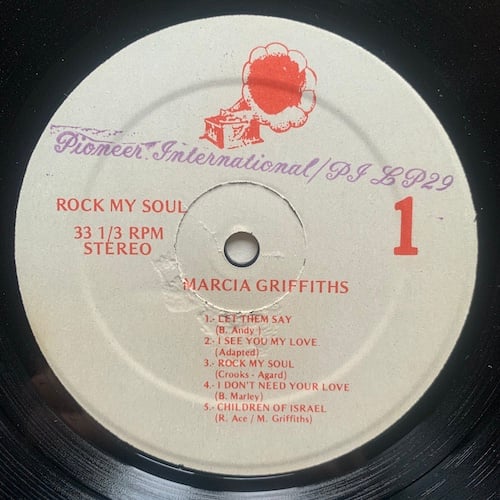 Pioneer International/PI LP29
ROCK MY SOUL
33 1/3 RPM
STEREO
1
MARCIA GRIFFITHS
1.- LET THEM SAY
(B. Andy )
2.- I SEE YOU MY LOVE
(Adapted)
3.- ROCK MY SOUL
(Crooks - Agard)
4.- I DON'T NEED YOUR LOVE
(B. Marley)
5.- CHILDREN OF ISRAEL
(R. Ace / M. Griffiths)